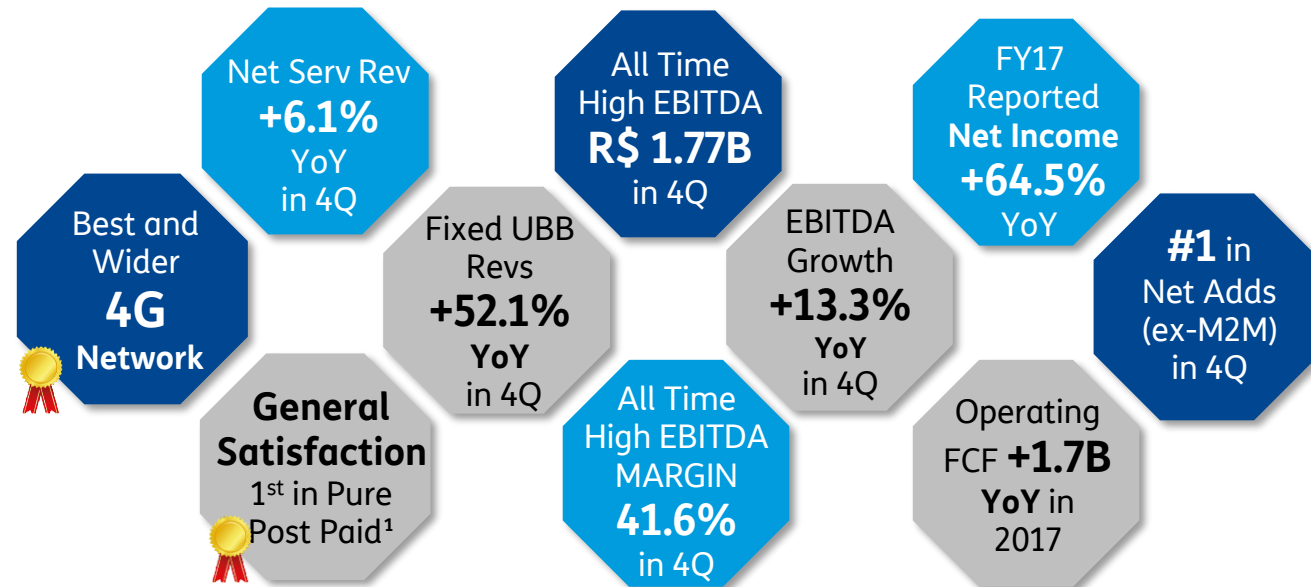 Net Serv Rev
+6.1%
YoY
in 4Q
All Time
High EBITDA
R$ 1.77B
in 4Q
FY17
Reported
Net Income
+64.5%
YoY
Best and
Wider
4G
Network
Fixed UBB
Revs
+52.1%
YoY
in 4Q
EBITDA
Growth
+13.3%
YoY
in 4Q
#1 in
Net Adds
(ex-M2M)
in 4Q
General
Satisfaction
1st in Pure
Post Paid¹
All Time
High EBITDA
MARGIN
41.6%
in 4Q
Operating
FCF +1.7B
YoY in
2017